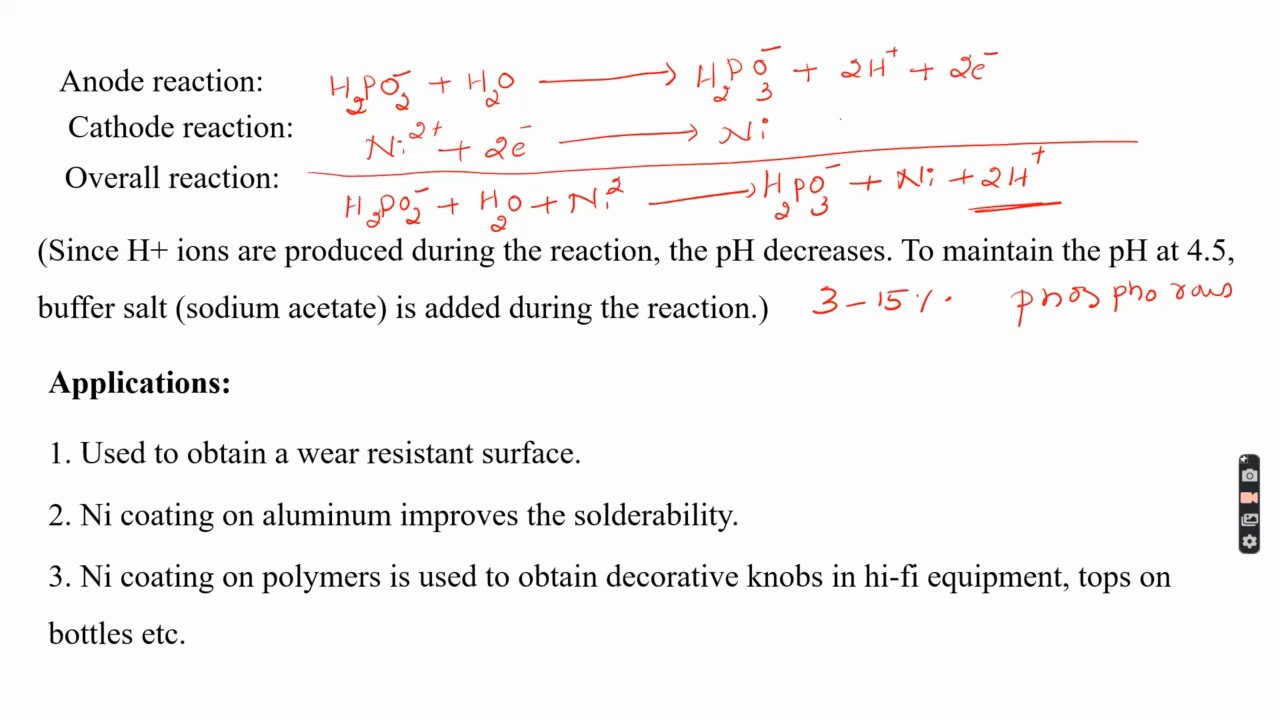 Anode reaction: H₂PO₂⁻ + H₂O ⟶ H₂PO₃⁻ + 2H⁺ + 2e⁻
Cathode reaction: Ni²⁺ + 2e⁻ ⟶ Ni
Overall reaction: H₂PO₂⁻ + H₂O + Ni² ⟶ H₂PO₃⁻ + Ni + 2H⁺
(Since H+ ions are produced during the reaction, the pH decreases. To maintain the pH at 4.5,
buffer salt (sodium acetate) is added during the reaction.) 3 – 15 %. phosphorous
Applications:
1. Used to obtain a wear resistant surface.
2. Ni coating on aluminum improves the solderability.
3. Ni coating on polymers is used to obtain decorative knobs in hi-fi equipment, tops on
bottles etc.